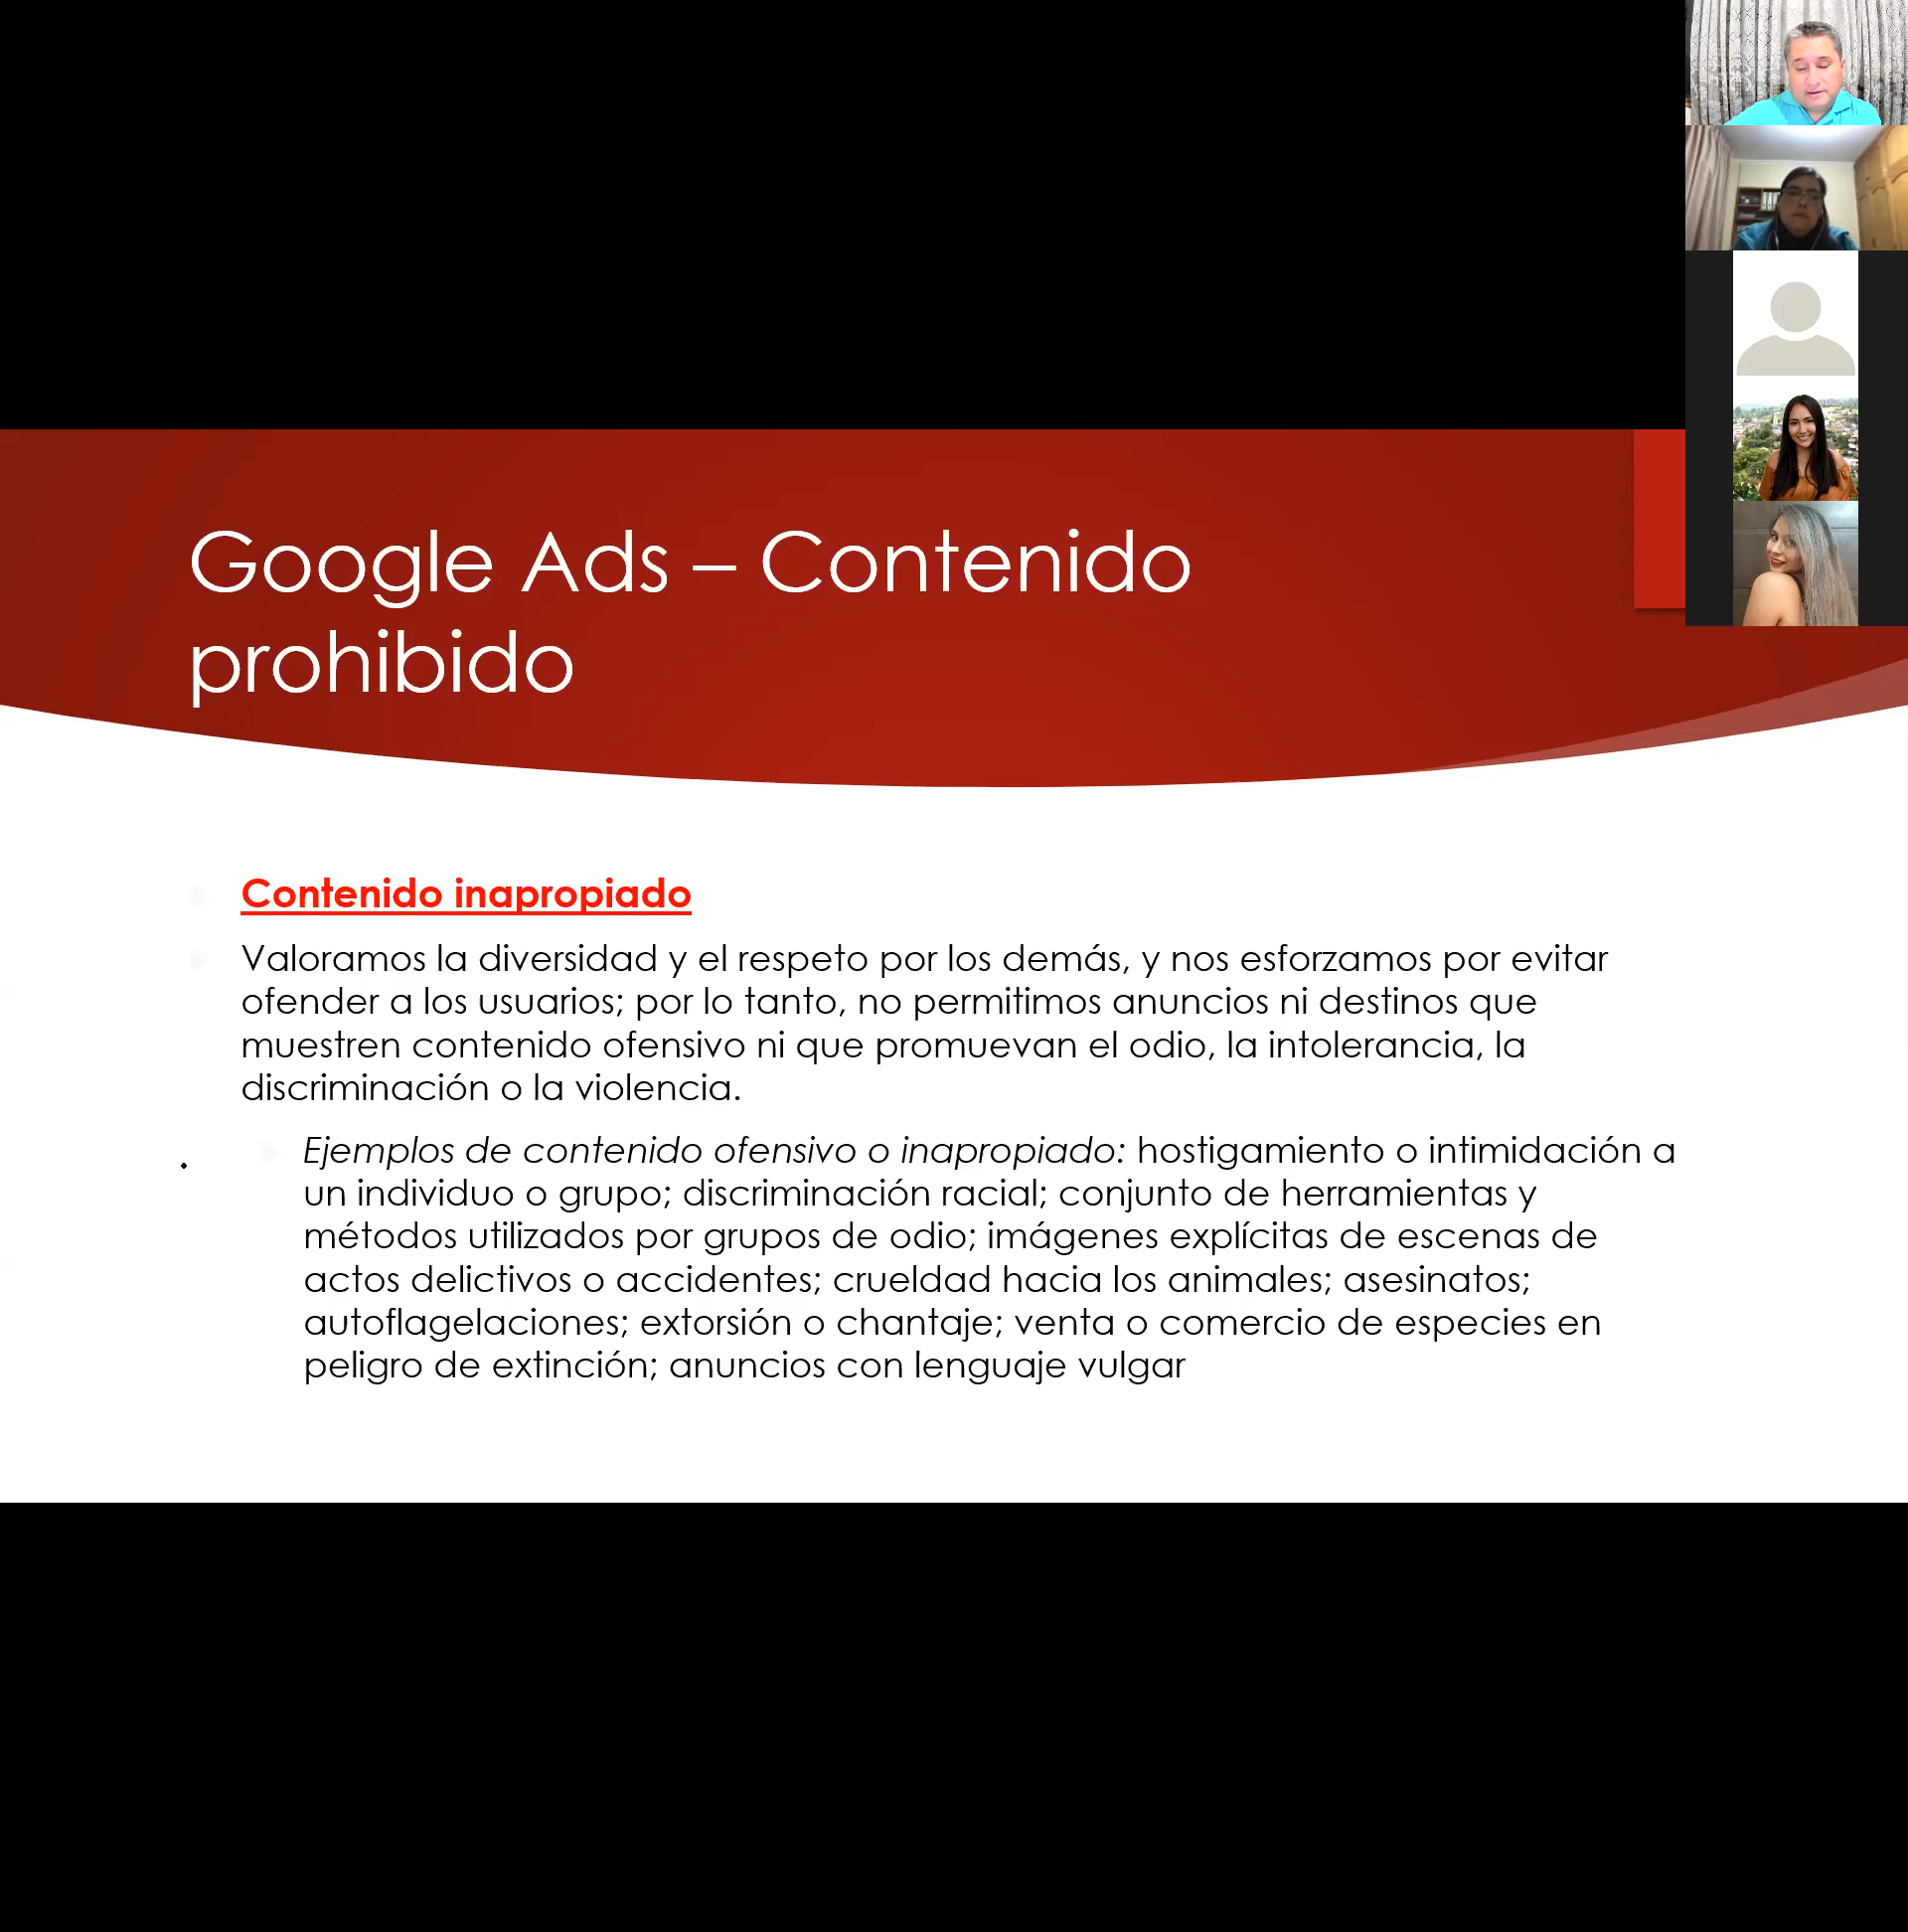 Google Ads – Contenido
prohibido
Contenido inapropiado
Valoramos la diversidad y el respeto por los demás, y nos esforzamos por evitar
ofender a los usuarios; por lo tanto, no permitimos anuncios ni destinos que
muestren contenido ofensivo ni que promuevan el odio, la intolerancia, la
discriminación o la violencia.
Ejemplos de contenido ofensivo o inapropiado: hostigamiento o intimidación a
un individuo o grupo; discriminación racial; conjunto de herramientas y
métodos utilizados por grupos de odio; imágenes explícitas de escenas de
actos delictivos o accidentes; crueldad hacia los animales; asesinatos;
autoflagelaciones; extorsión o chantaje; venta o comercio de especies en
peligro de extinción; anuncios con lenguaje vulgar